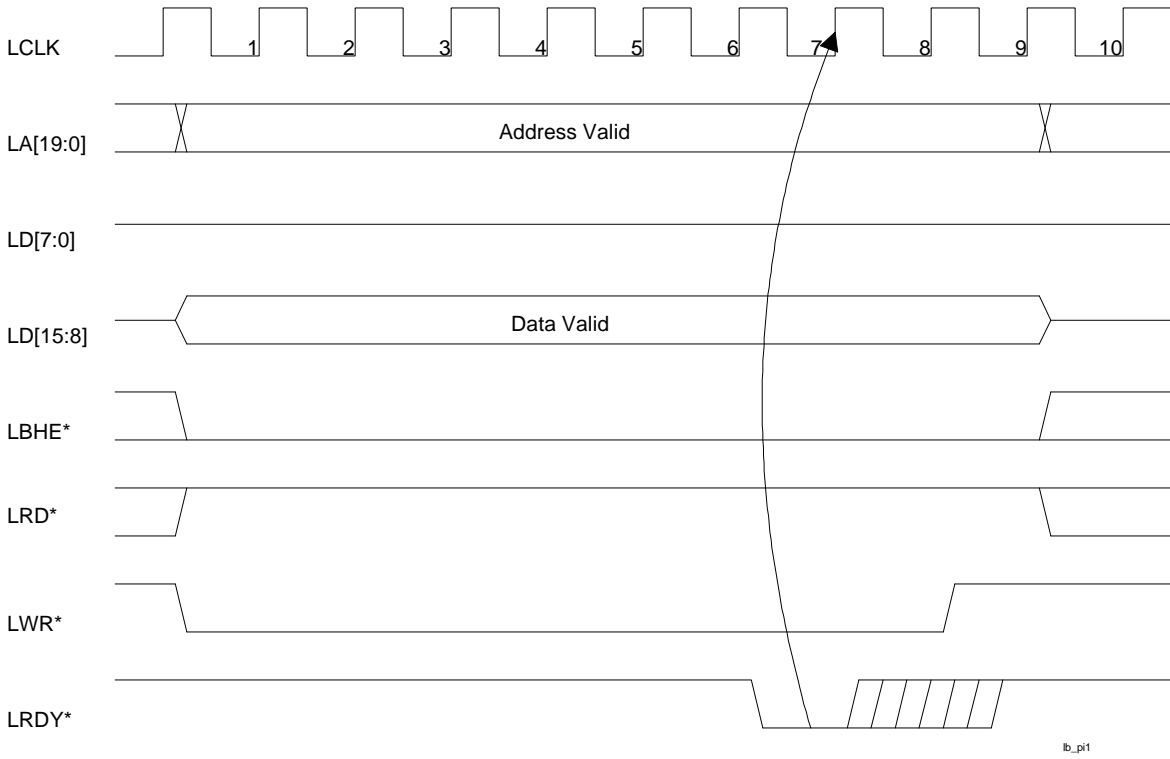 LCLK 1 2 3 4 5 6 7 8 9 10
LA[19:0] Address Valid
LD[7:0]
LD[15:8] Data Valid
LBHE*
LRD*
LWR*
LRDY*
lb_pi1